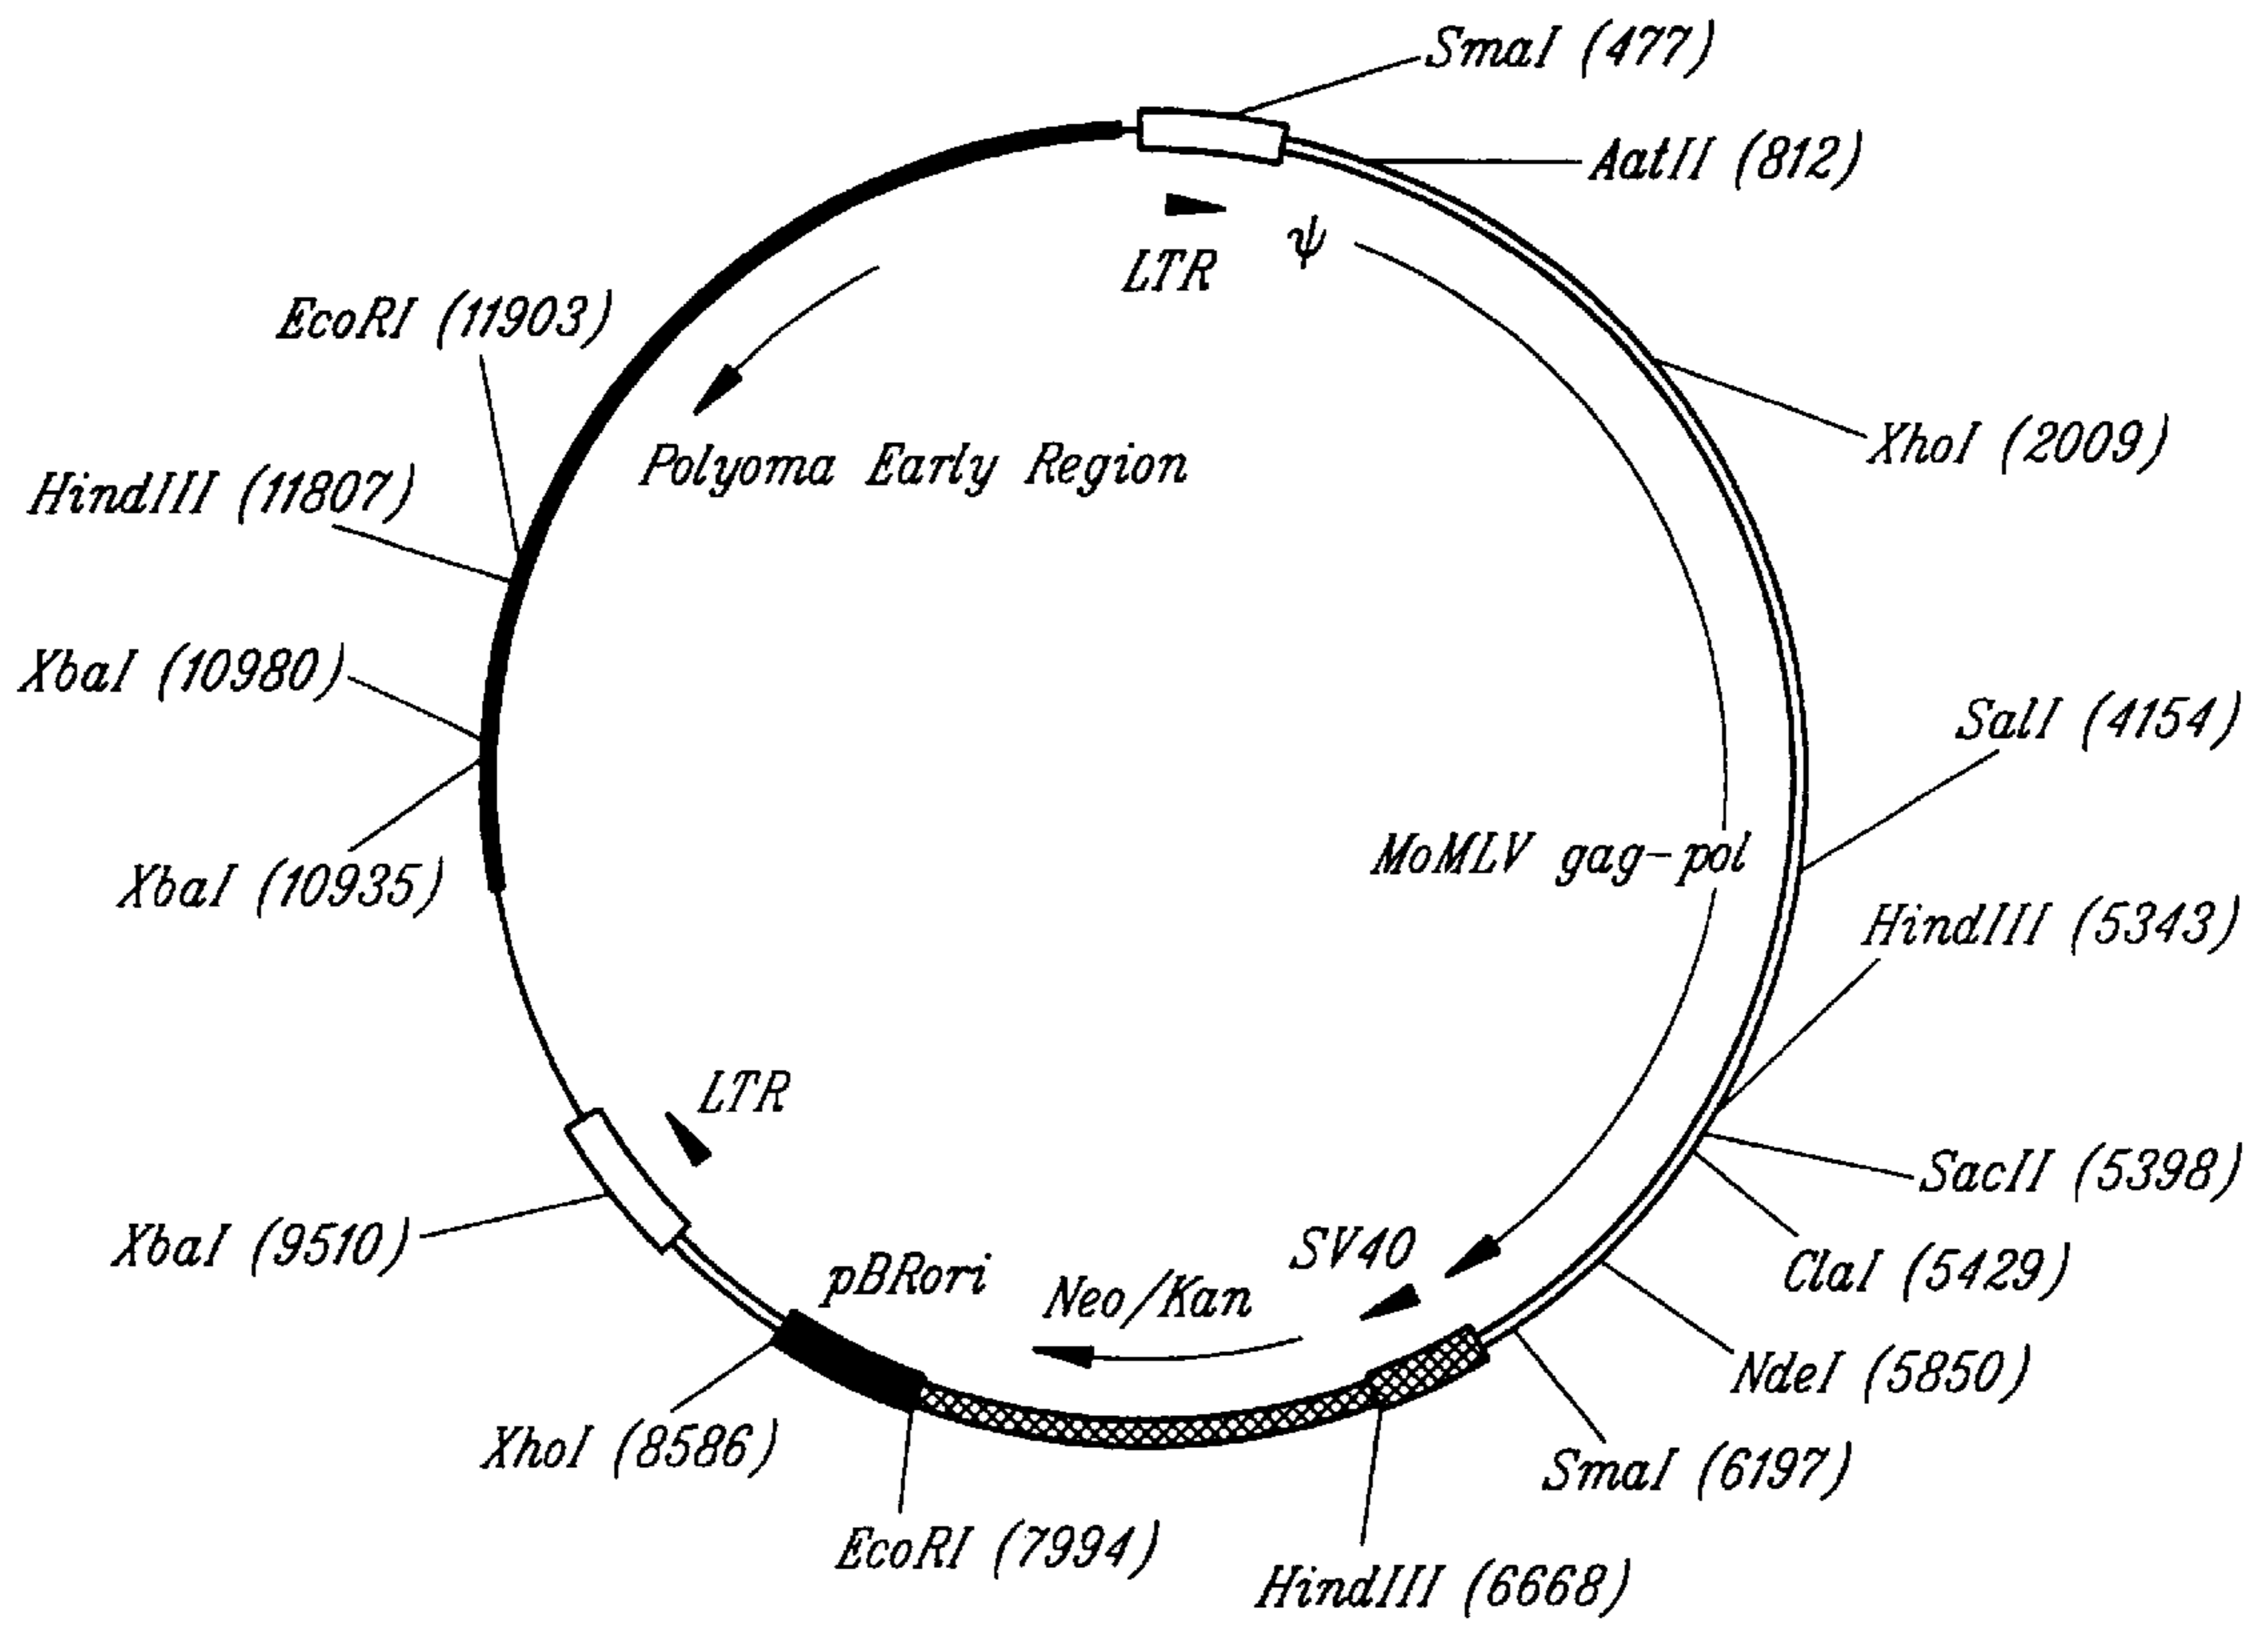 SmaI (477)
AatII (812)
LTR
ψ
XhoI (2009)
EcoRI (11903)
Polyoma Early Region
HindIII (11807)
XbaI (10980)
SalI (4154)
XbaI (10935)
MoMLV gag-pol
HindIII (5343)
LTR
SacII (5398)
XbaI (9510)
pBRori
Neo/Kan
SV40
ClaI (5429)
NdeI (5850)
XhoI (8586)
SmaI (6197)
EcoRI (7994)
HindIII (6668)